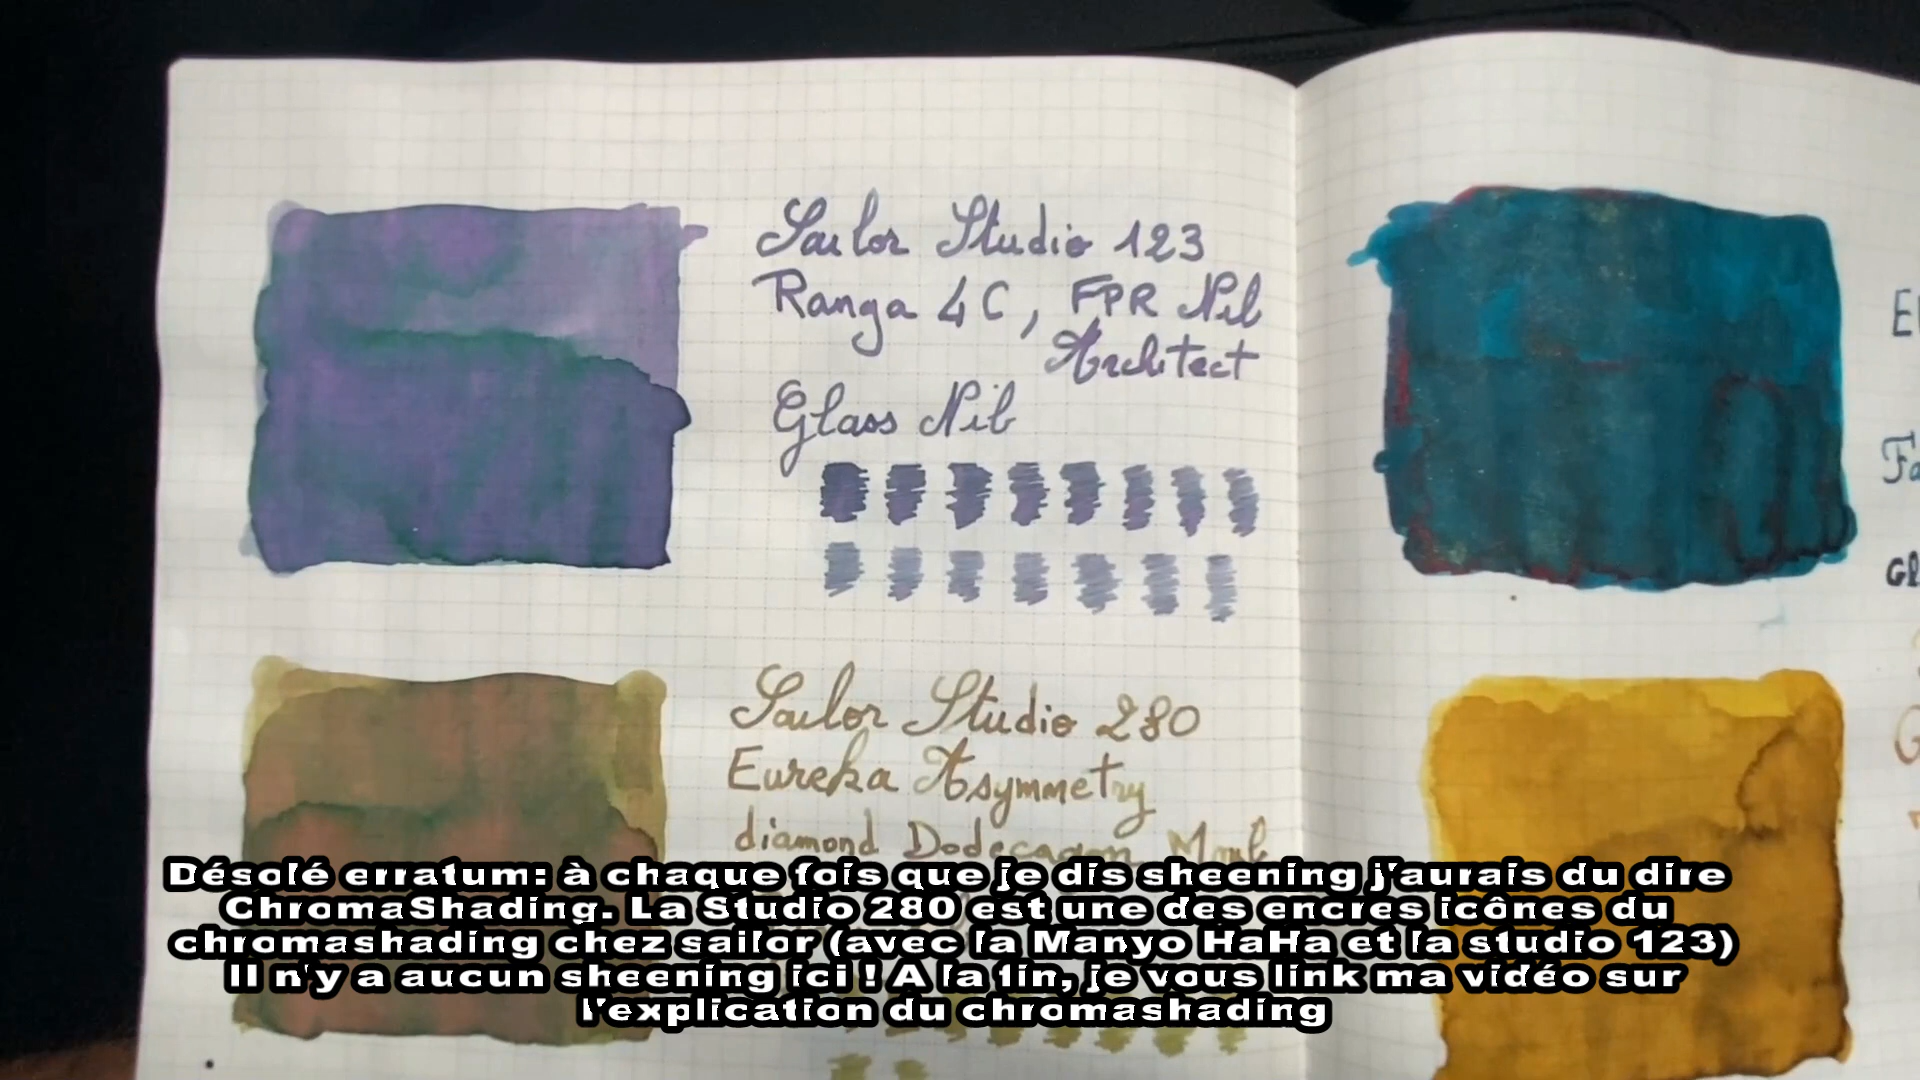 Sailor Studio 123
Ranga 4C, FPR Nib
Architect
Glass Nib
Sailor Studio 280
Eureka Asymmetry
diamond Dodecagon
Désolé erratum: à chaque fois que je dis sheening j'aurais du dire
ChromaShading. La Studio 280 est une des encres icônes du
chromashading chez sailor (avec la Manyo HaHa et la studio 123)
Il n'y a aucun sheening ici ! A la fin, je vous link ma vidéo sur
l'explication du chromashading